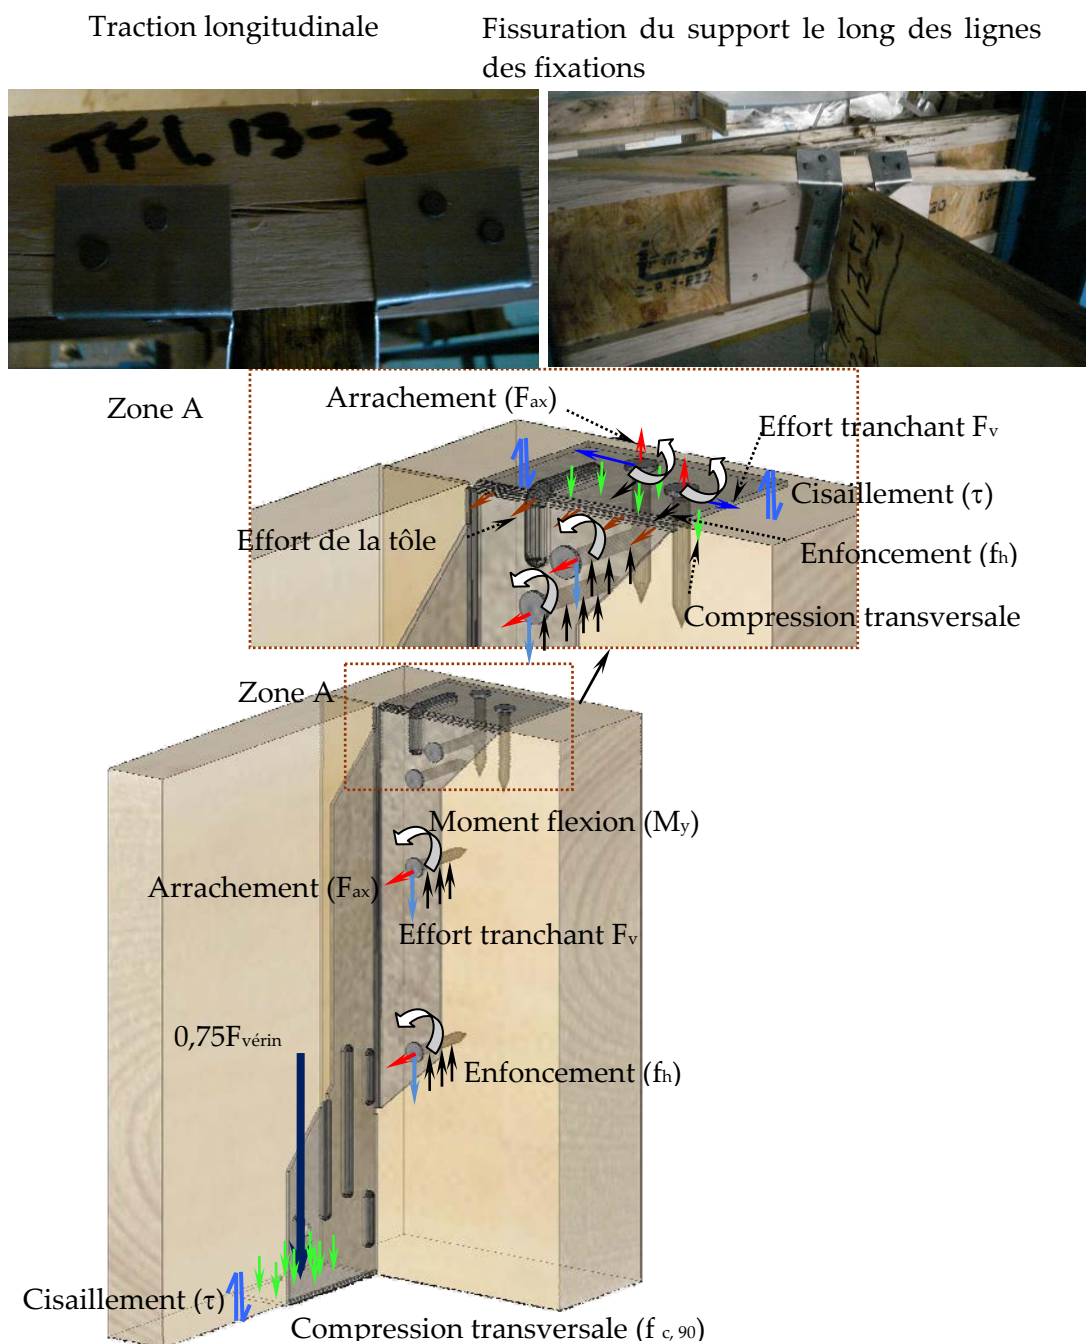 Traction longitudinale
Fissuration du support le long des lignes
des fixations
TFL 13-3
Zone A
Arrachement (Fax)
Effort tranchant Fv
Cisaillement (τ)
Effort de la tôle
Enfoncement (fh)
Compression transversale
Zone A
Moment flexion (My)
Arrachement (Fax)
Effort tranchant Fv
0,75Fvérin
Enfoncement (fh)
Cisaillement (τ)
Compression transversale (f c, 90)